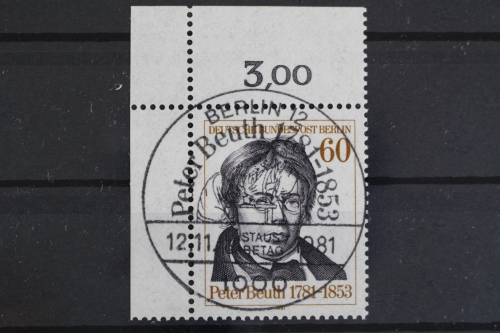 3,00
BERLIN 12
Peter Beuth 1781-1853
DEUTSCHE BUNDESPOST BERLIN
60
12.11.
1981
1000
Peter Beuth 1781-1853